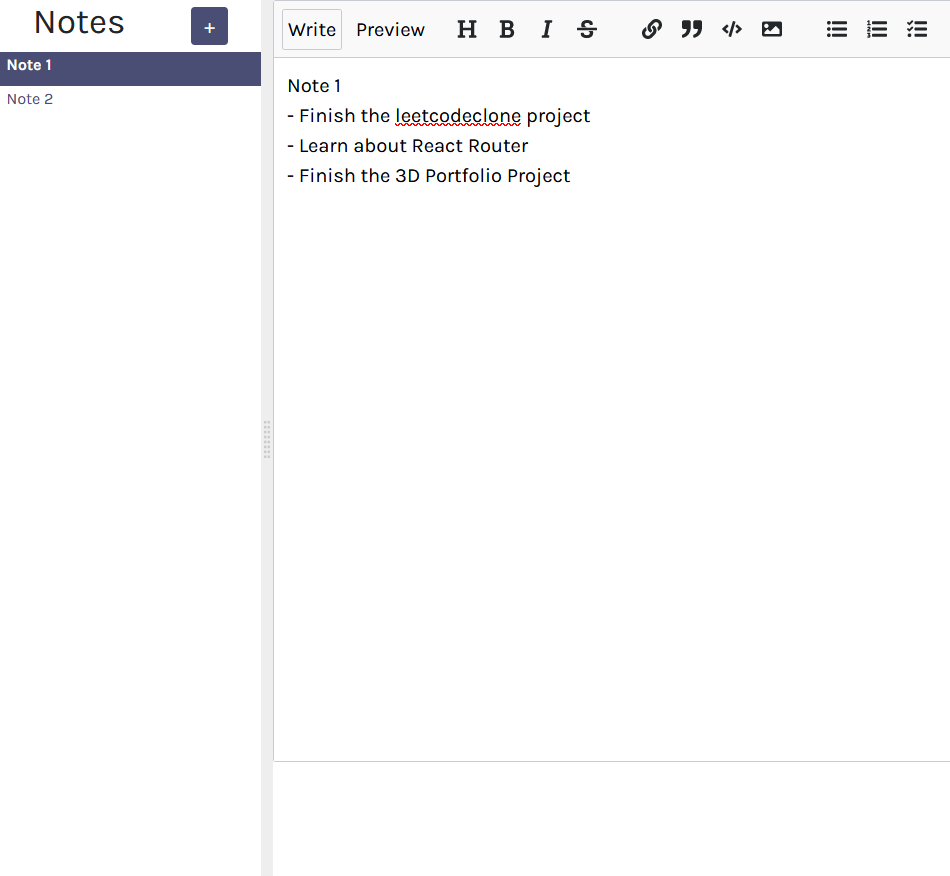 Notes
+
Note 1
Note 2
Write Preview H B I S
Note 1
- Finish the leetcodeclone project
- Learn about React Router
- Finish the 3D Portfolio Project